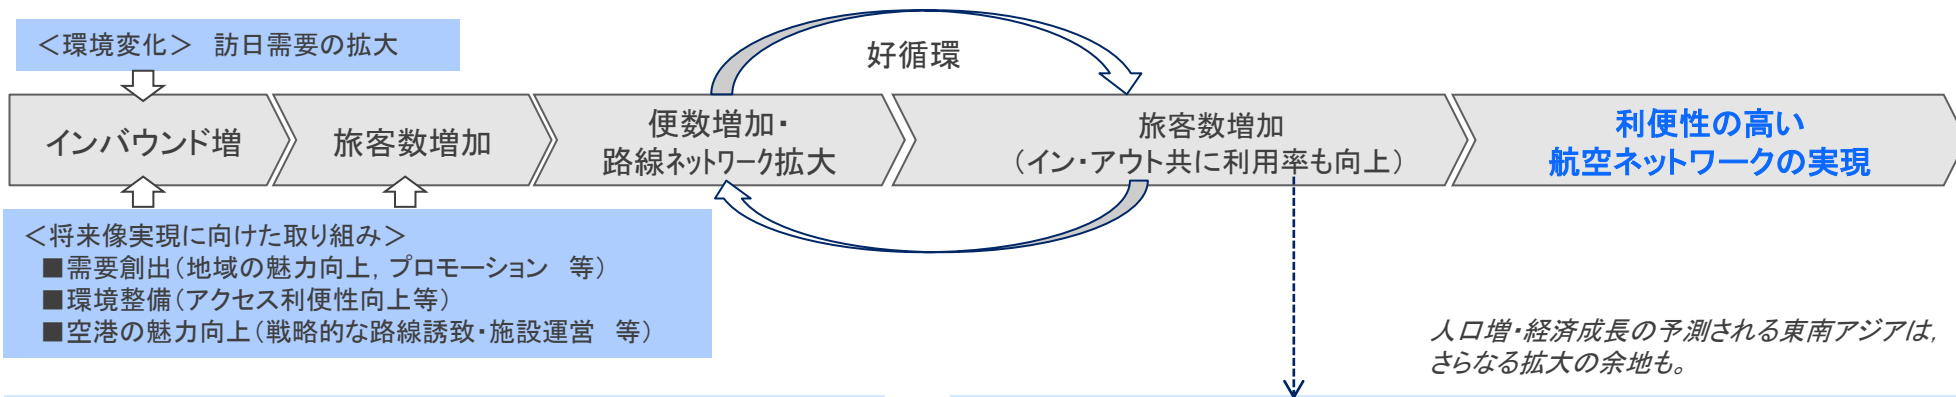 ＜環境変化＞　訪日需要の拡大
好循環
インバウンド増
旅客数増加
便数増加・
路線ネットワーク拡大
旅客数増加
（イン・アウト共に利用率も向上）
利便性の高い
航空ネットワークの実現
＜将来像実現に向けた取り組み＞
■需要創出（地域の魅力向上，プロモーション　等）
■環境整備（アクセス利便性向上等）
■空港の魅力向上（戦略的な路線誘致・施設運営　等）
人口増・経済成長の予測される東南アジアは，
さらなる拡大の余地も。